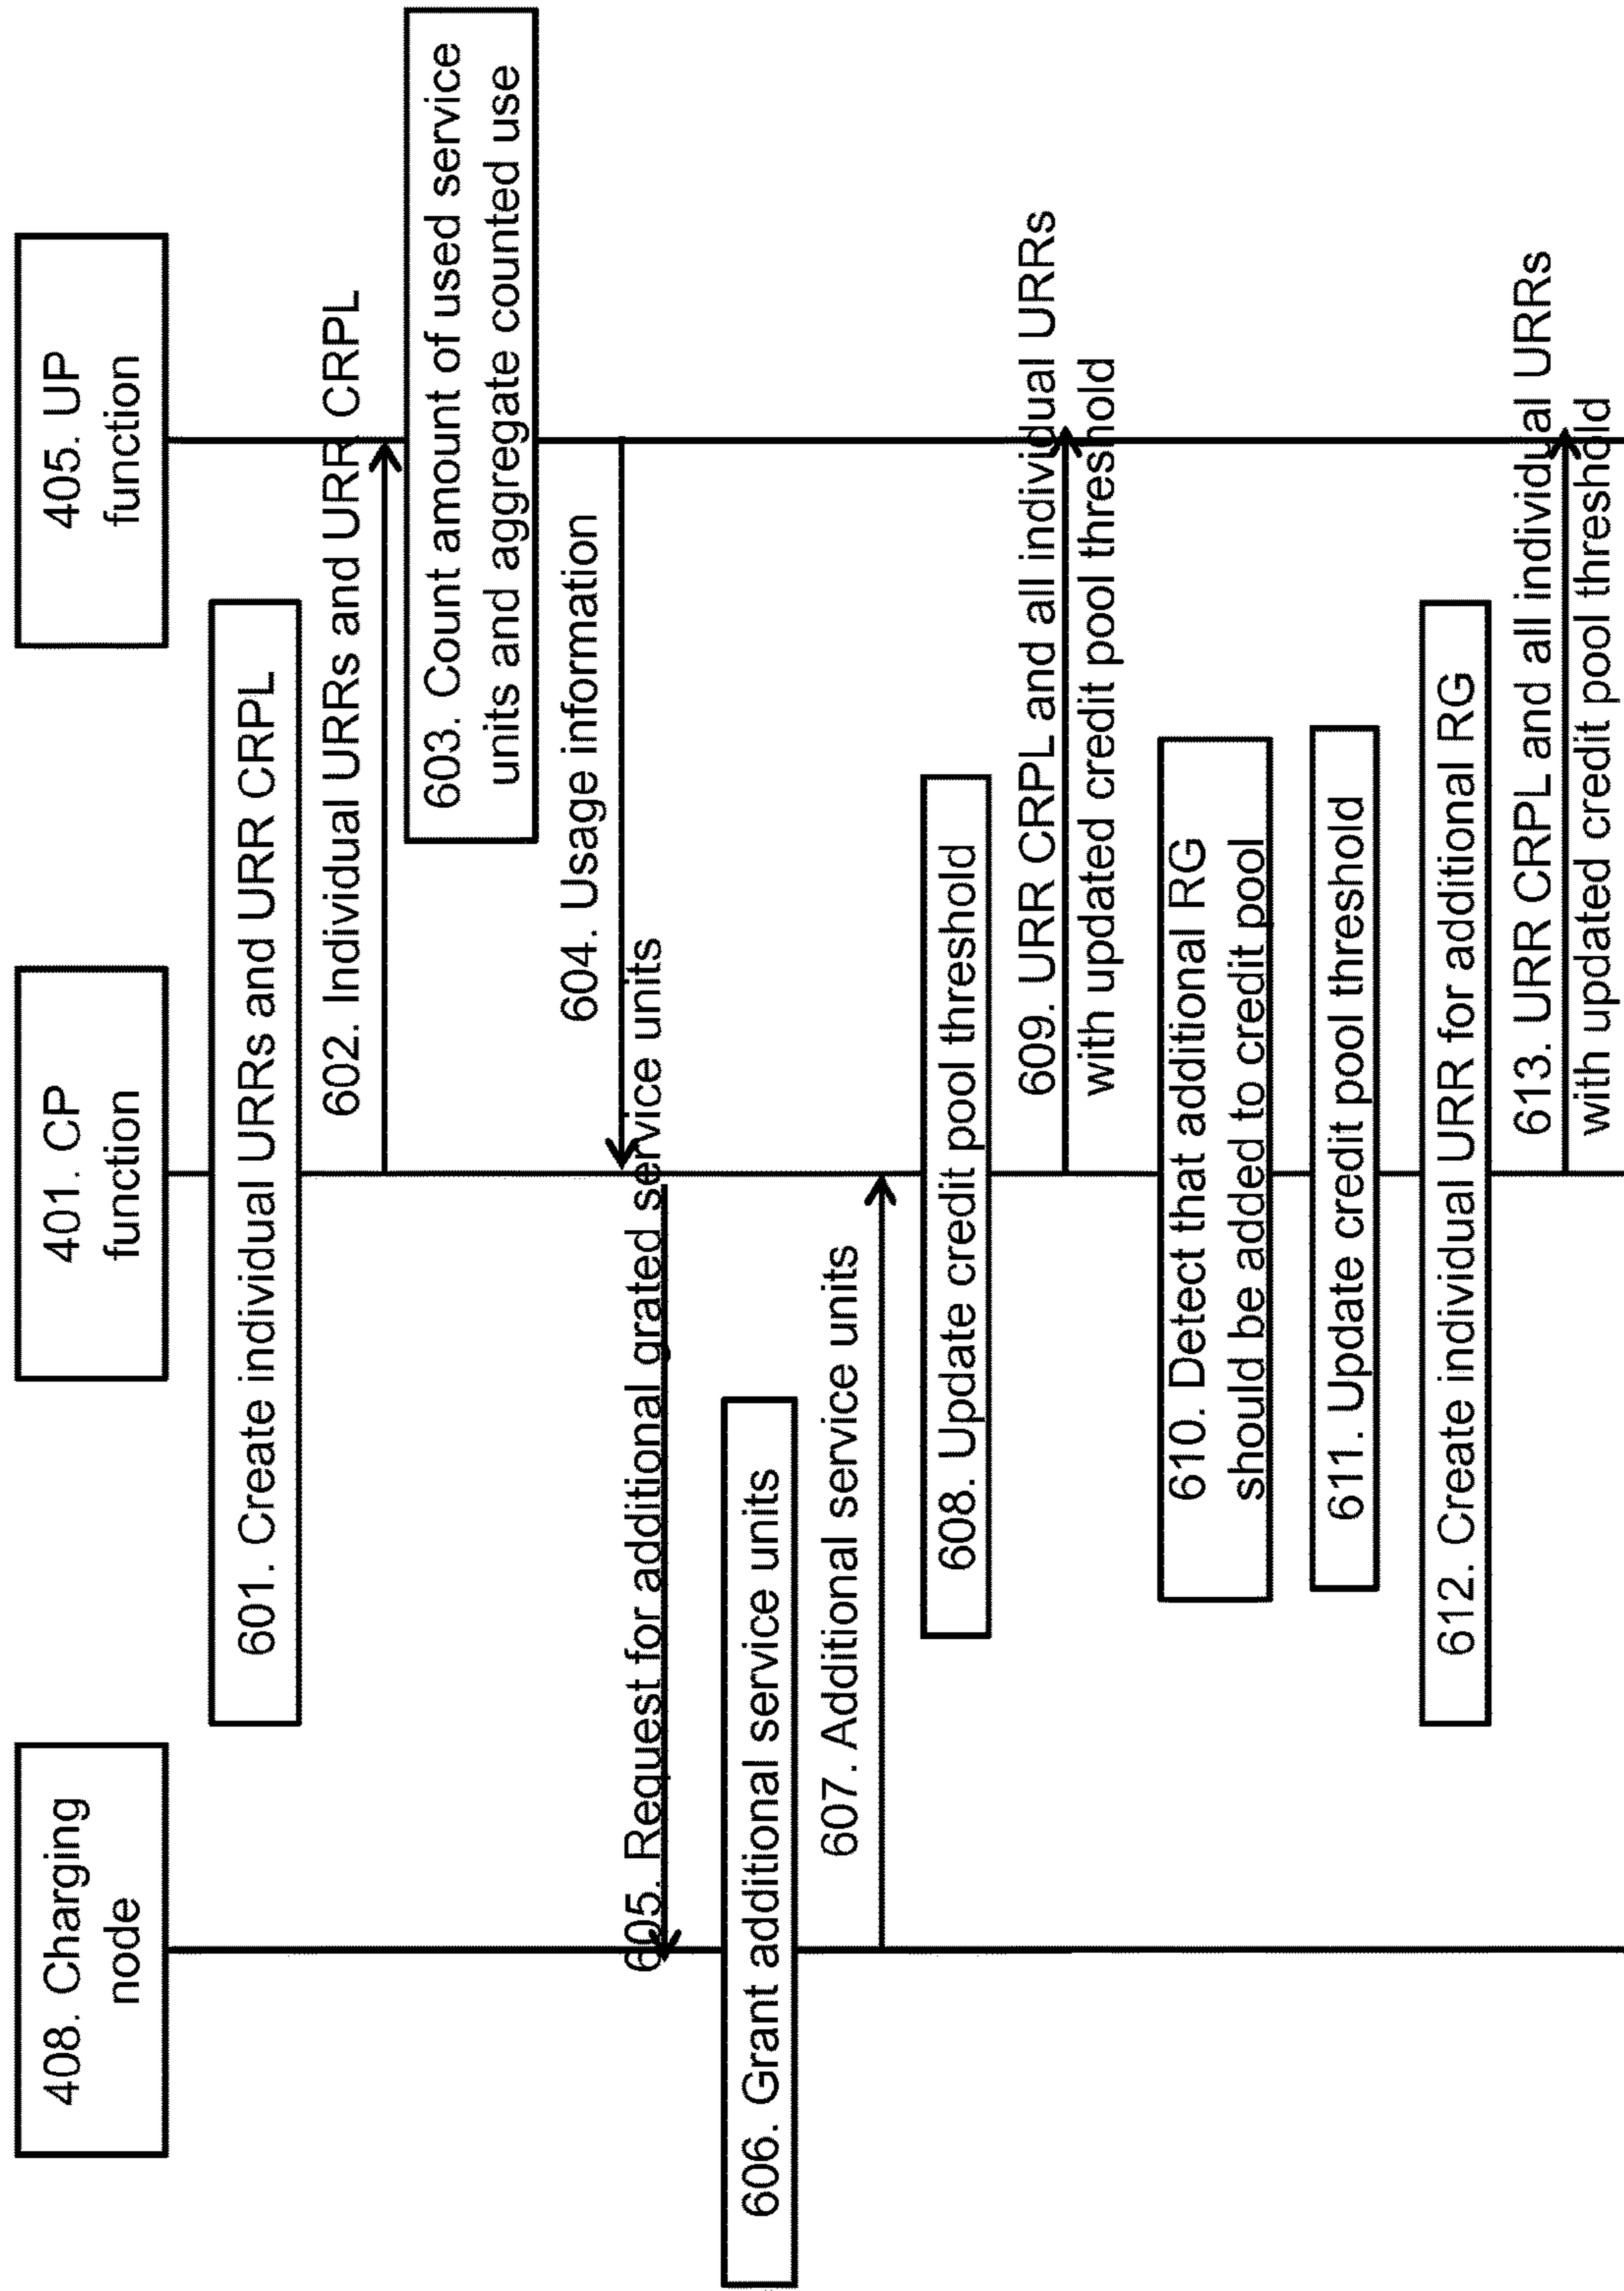 408. Charging
node
401. CP
function
405. UP
function
601. Create individual URRs and URR CRPL
602. Individual URRs and URR CRPL
603. Count amount of used service
units and aggregate counted use
604. Usage information
605. Request for additional grated service units
606. Grant additional service units
607. Additional service units
608. Update credit pool threshold
609. URR CRPL and all individual URRs
with updated credit pool threshold
610. Detect that additional RG
should be added to credit pool
611. Update credit pool threshold
612. Create individual URR for additional RG
613. URR CRPL and all individual URRs
with updated credit pool threshold